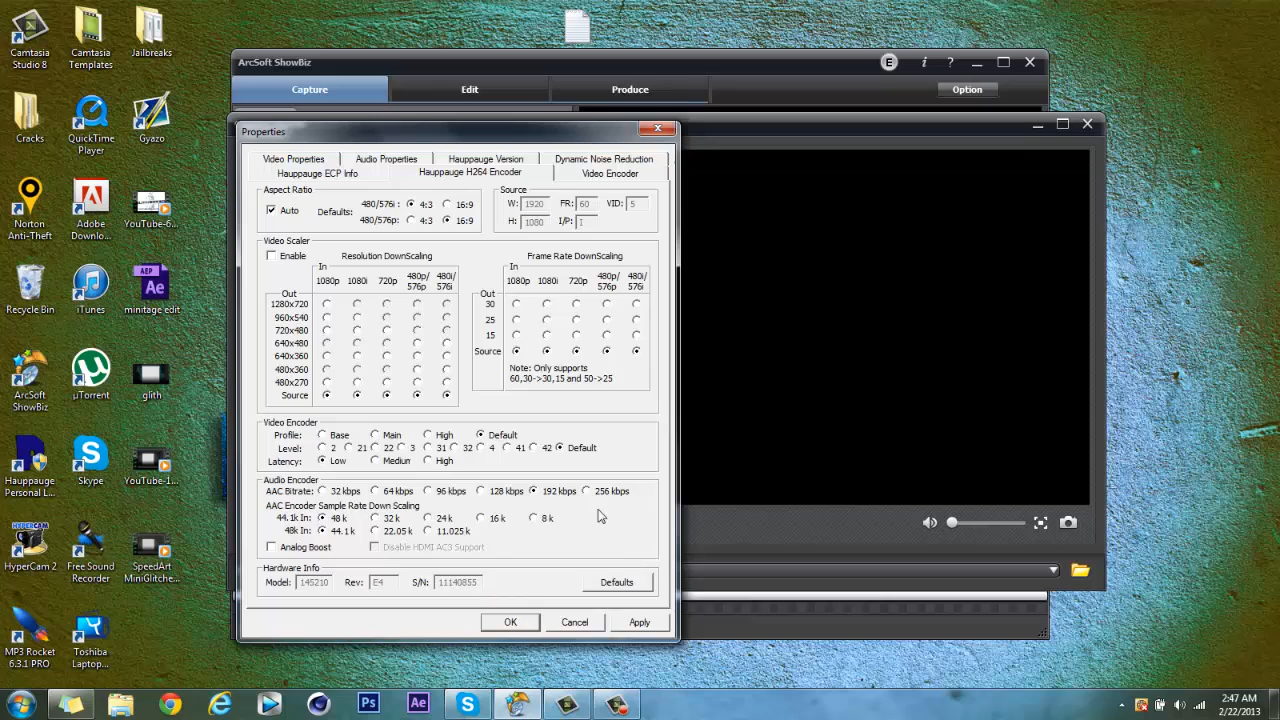 Camtasia Studio 8
Camtasia Templates
Jailbreaks
Cracks
QuickTime Player
Gyazo
Norton Anti-Theft
Adobe Downlo...
YouTube-6...
Recycle Bin
iTunes
minitage edit
ArcSoft ShowBiz
µTorrent
glith
Hauppauge Personal L...
Skype
YouTube-1...
HyperCam 2
Free Sound Recorder
SpeedArt MiniGlitche...
MP3 Rocket 6.3.1 PRO
Toshiba Laptop...
ArcSoft ShowBiz
E i ?
Capture Edit Produce Option
Properties
Video Properties Audio Properties Hauppauge Version Dynamic Noise Reduction
Hauppauge ECP Info Hauppauge H264 Encoder Video Encoder
Aspect Ratio
Auto Defaults: 480/576i : 4:3 16:9
480/576p: 4:3 16:9
Source
W: 1920 FR: 60 VID: 5
H: 1080 I/P: I
Video Scaler
Enable Resolution DownScaling
In
1080p 1080i 720p 480p/576p 480i/576i
Out
1280x720
960x540
720x480
640x480
640x360
480x360
480x270
Source
Frame Rate DownScaling
In
1080p 1080i 720p 480p/576p 480i/576i
Out
30
25
15
Source
Note: Only supports
60,30->30,15 and 50->25
Video Encoder
Profile: Base Main High Default
Level: 2 21 22 3 31 32 4 41 42 Default
Latency: Low Medium High
Audio Encoder
AAC Bitrate: 32 kbps 64 kbps 96 kbps 128 kbps 192 kbps 256 kbps
AAC Encoder Sample Rate Down Scaling
44.1k In: 48 k 32 k 24 k 16 k 8 k
48k In: 44.1 k 22.05 k 11.025 k
Analog Boost Disable HDMI AC3 Support
Hardware Info
Model: 145210 Rev: E4 S/N: 11140855 Defaults
OK Cancel Apply
AEP
Ae
Ps Ae
2:47 AM
2/22/2013